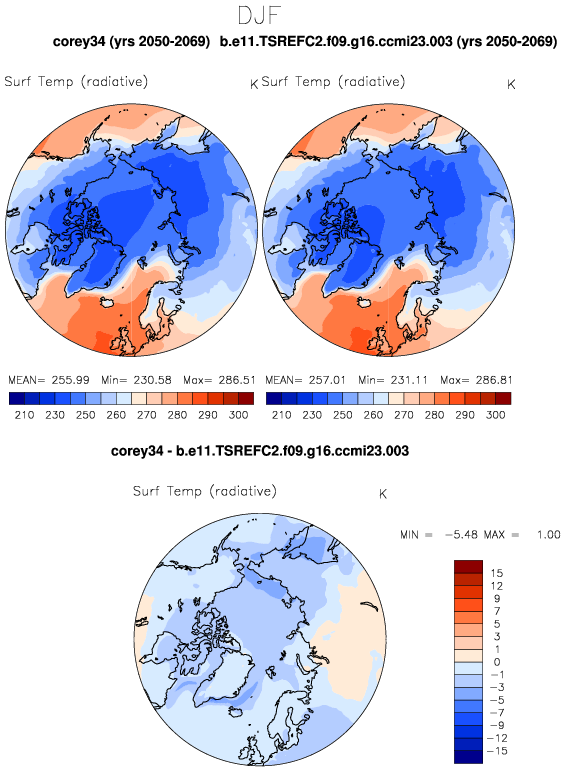 DJF
corey34 (yrs 2050-2069) b.e11.TSREFC2.f09.g16.ccmi23.003 (yrs 2050-2069)
Surf Temp (radiative) K Surf Temp (radiative) K
MEAN= 255.99 Min= 230.58 Max= 286.51 MEAN= 257.01 Min= 231.11 Max= 286.81
210 230 250 260 270 280 290 300 210 230 250 260 270 280 290 300
corey34 - b.e11.TSREFC2.f09.g16.ccmi23.003
Surf Temp (radiative) K
MIN = -5.48 MAX = 1.00
15
12
9
7
5
3
1
0
-1
-3
-5
-7
-9
-12
-15